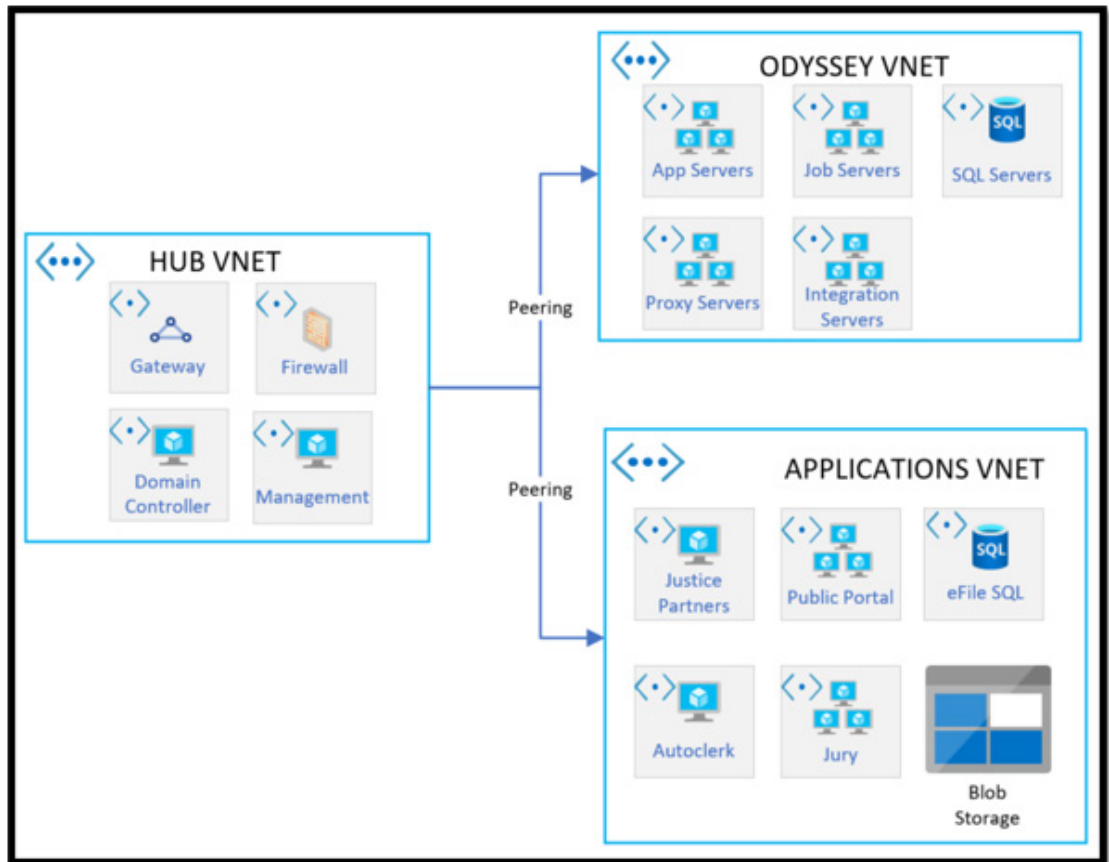 ODYSSEY VNET
App Servers
Job Servers
SQL
SQL Servers
Proxy Servers
Integration
Servers
HUB VNET
Gateway
Firewall
Domain
Controller
Management
Peering
Peering
APPLICATIONS VNET
Justice
Partners
Public Portal
SQL
eFile SQL
Autoclerk
Jury
Blob
Storage